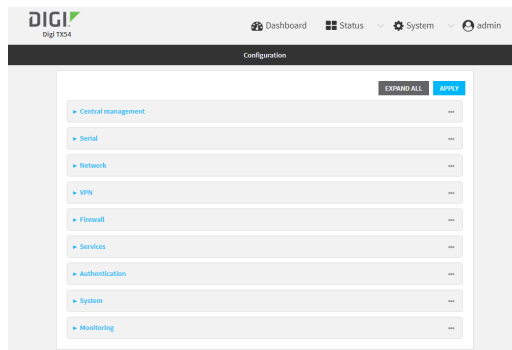 DIGI
Digi TX54
Dashboard Status System admin
Configuration
EXPAND ALL APPLY
Central management
Serial
Network
VPN
Firewall
Services
Authentication
System
Monitoring